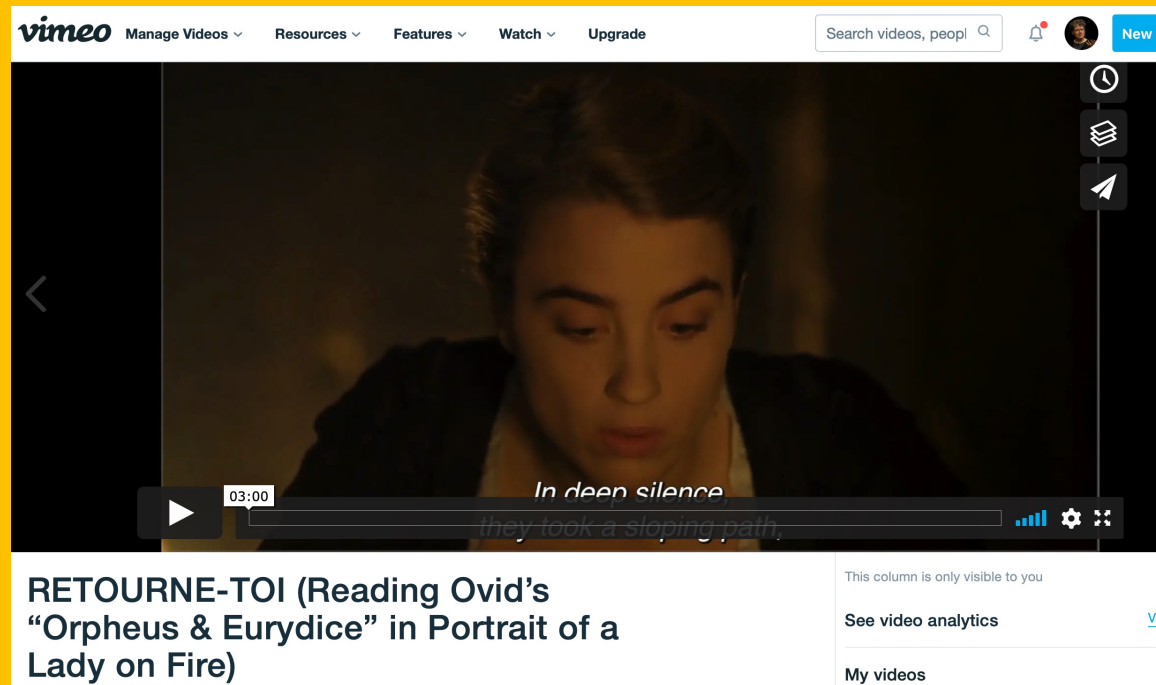 vimeo Manage Videos Resources Features Watch Upgrade Search videos, peopl New
In deep silence,
they took a sloping path,
03:00
RETOURNE-TOI (Reading Ovid’s
“Orpheus & Eurydice” in Portrait of a
Lady on Fire)
This column is only visible to you
See video analytics V
My videos